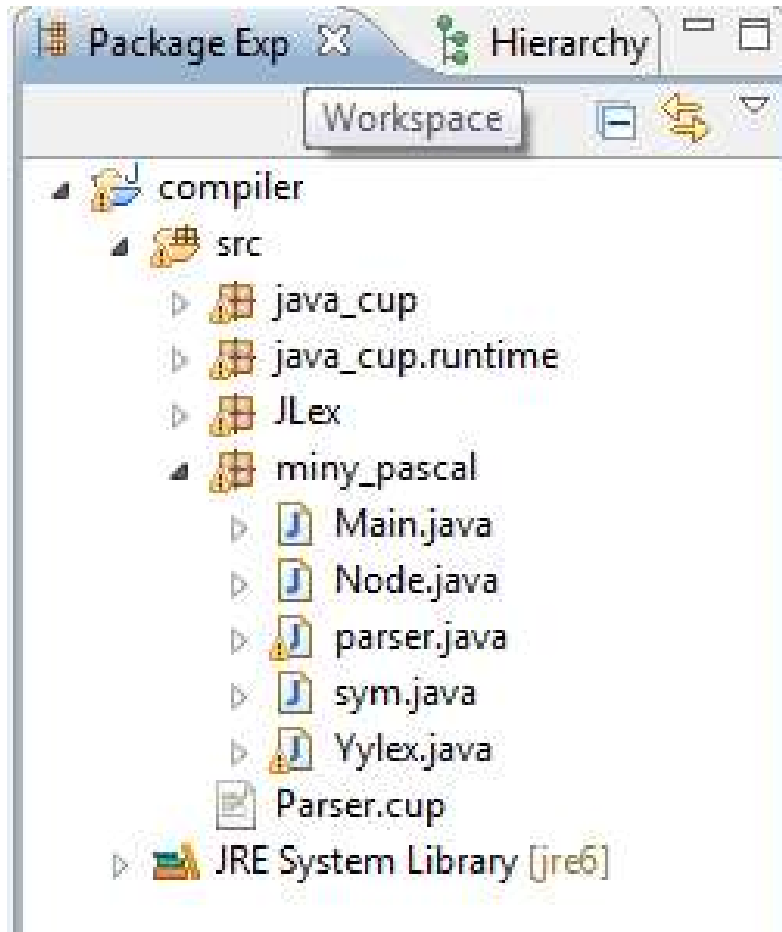 Package Exp Hierarchy
Workspace
compiler
src
java_cup
java_cup.runtime
JLex
miny_pascal
Main.java
Node.java
parser.java
sym.java
Yylex.java
Parser.cup
JRE System Library [jre6]